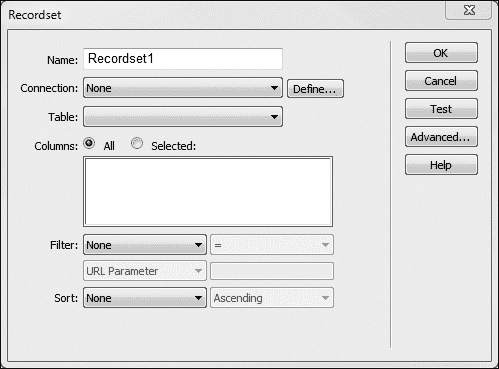 Recordset
Name: Recordset1
Connection: None Define...
Table:
Columns: All Selected:
Filter: None =
URL Parameter
Sort: None Ascending
OK
Cancel
Test
Advanced...
Help